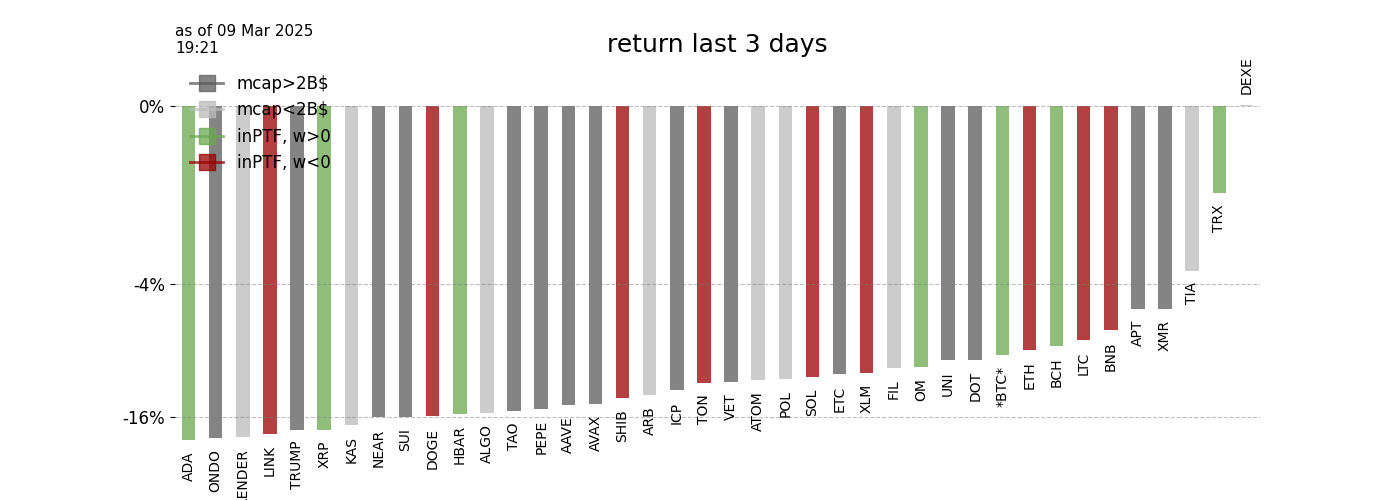 as of 09 Mar 2025
19:21
return last 3 days
mcap>2B$
mcap<2B$
inPTF, w>0
inPTF, w<0
0%
-4%
-16%
ADA
ONDO
ENDER
LINK
TRUMP
XRP
KAS
NEAR
SUI
DOGE
HBAR
ALGO
TAO
PEPE
AAVE
AVAX
SHIB
ARB
ICP
TON
VET
ATOM
POL
SOL
ETC
XLM
FIL
OM
UNI
DOT
*BTC*
ETH
BCH
LTC
BNB
APT
XMR
TIA
TRX
DEXE